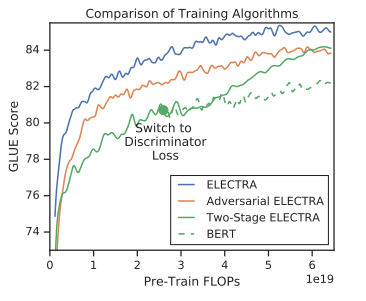 Comparison of Training Algorithms
GLUE Score
84
82
80
78
76
74
Switch to
Discriminator
Loss
ELECTRA
Adversarial ELECTRA
Two-Stage ELECTRA
BERT
0 1 2 3 4 5 6
1e19
Pre-Train FLOPs